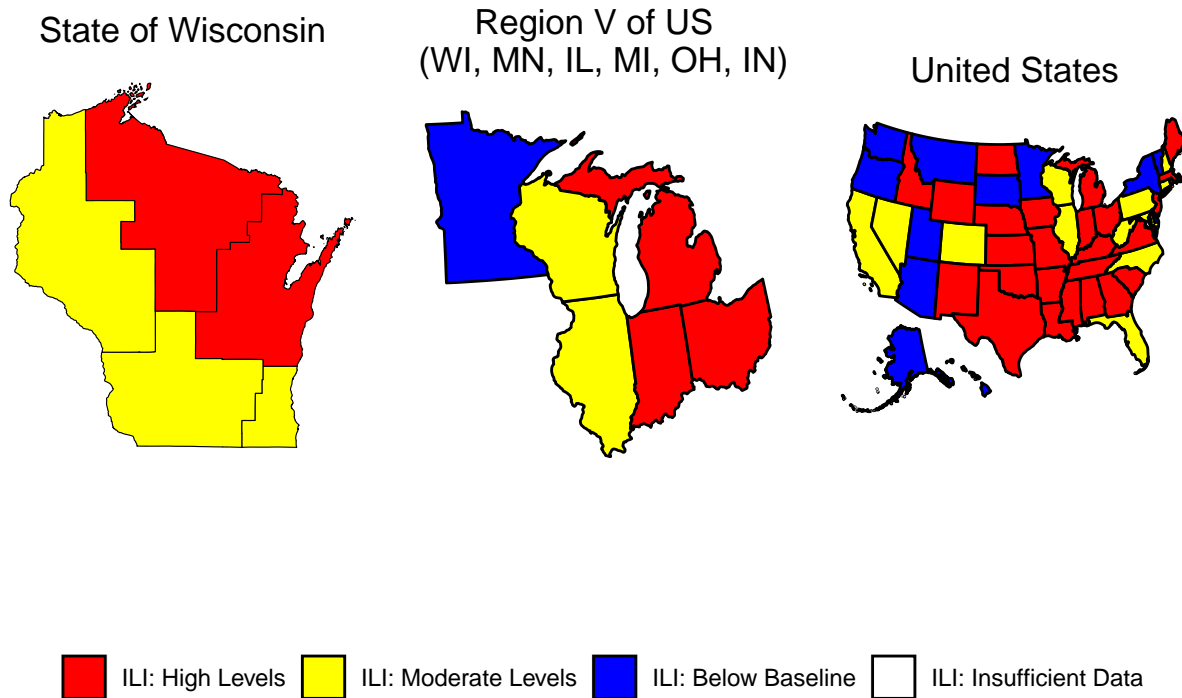 State of Wisconsin
Region V of US
(WI, MN, IL, MI, OH, IN)
United States
ILI: High Levels
ILI: Moderate Levels
ILI: Below Baseline
ILI: Insufficient Data